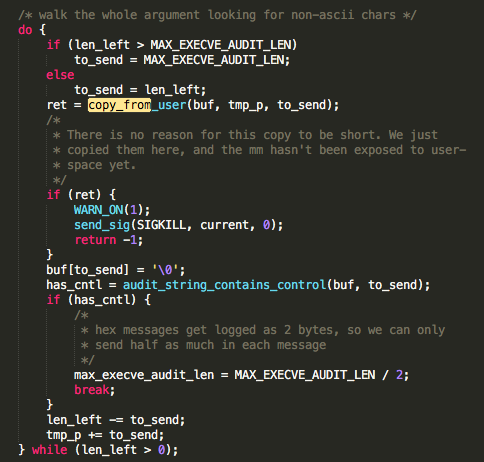 /* walk the whole argument looking for non-ascii chars */
do {
if (len_left > MAX_EXECVE_AUDIT_LEN)
to_send = MAX_EXECVE_AUDIT_LEN;
else
to_send = len_left;
ret = copy_from_user(buf, tmp_p, to_send);
/*
* There is no reason for this copy to be short. We just
* copied them here, and the mm hasn't been exposed to user-
* space yet.
*/
if (ret) {
WARN_ON(1);
send_sig(SIGKILL, current, 0);
return -1;
}
buf[to_send] = '\0';
has_cntl = audit_string_contains_control(buf, to_send);
if (has_cntl) {
/*
* hex messages get logged as 2 bytes, so we can only
* send half as much in each message
*/
max_execve_audit_len = MAX_EXECVE_AUDIT_LEN / 2;
break;
}
len_left -= to_send;
tmp_p += to_send;
} while (len_left > 0);